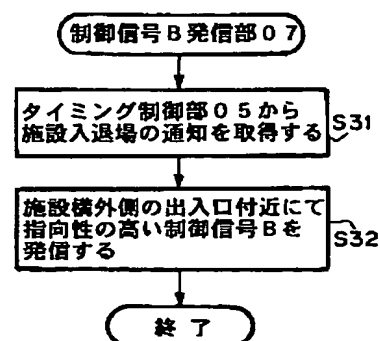 制御信号B発信部07
タイミング制御部05から
施設入退場の通知を取得する
S31
施設構外側の出入口付近にて
指向性の高い制御信号Bを
発信する
S32
終了